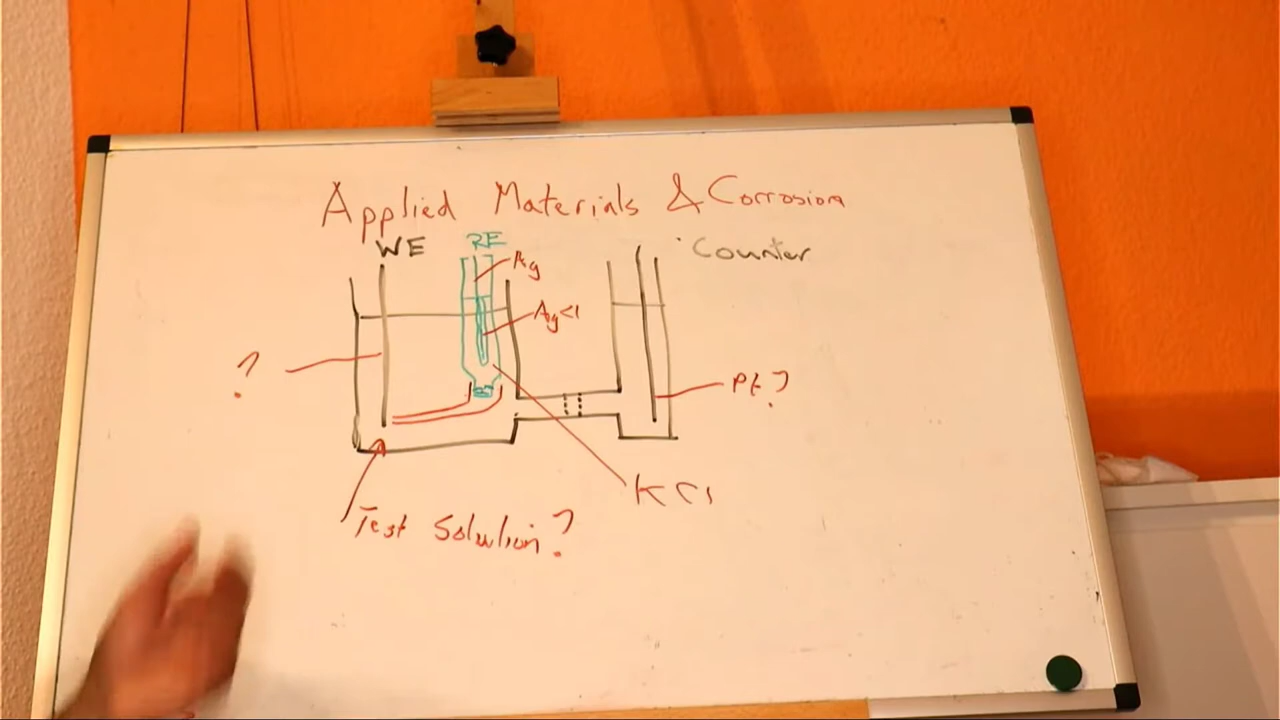 Applied Materials & Corrosion
WE RE Counter
Ag
AgCl
?
Pt?
KCl
Test Solution?